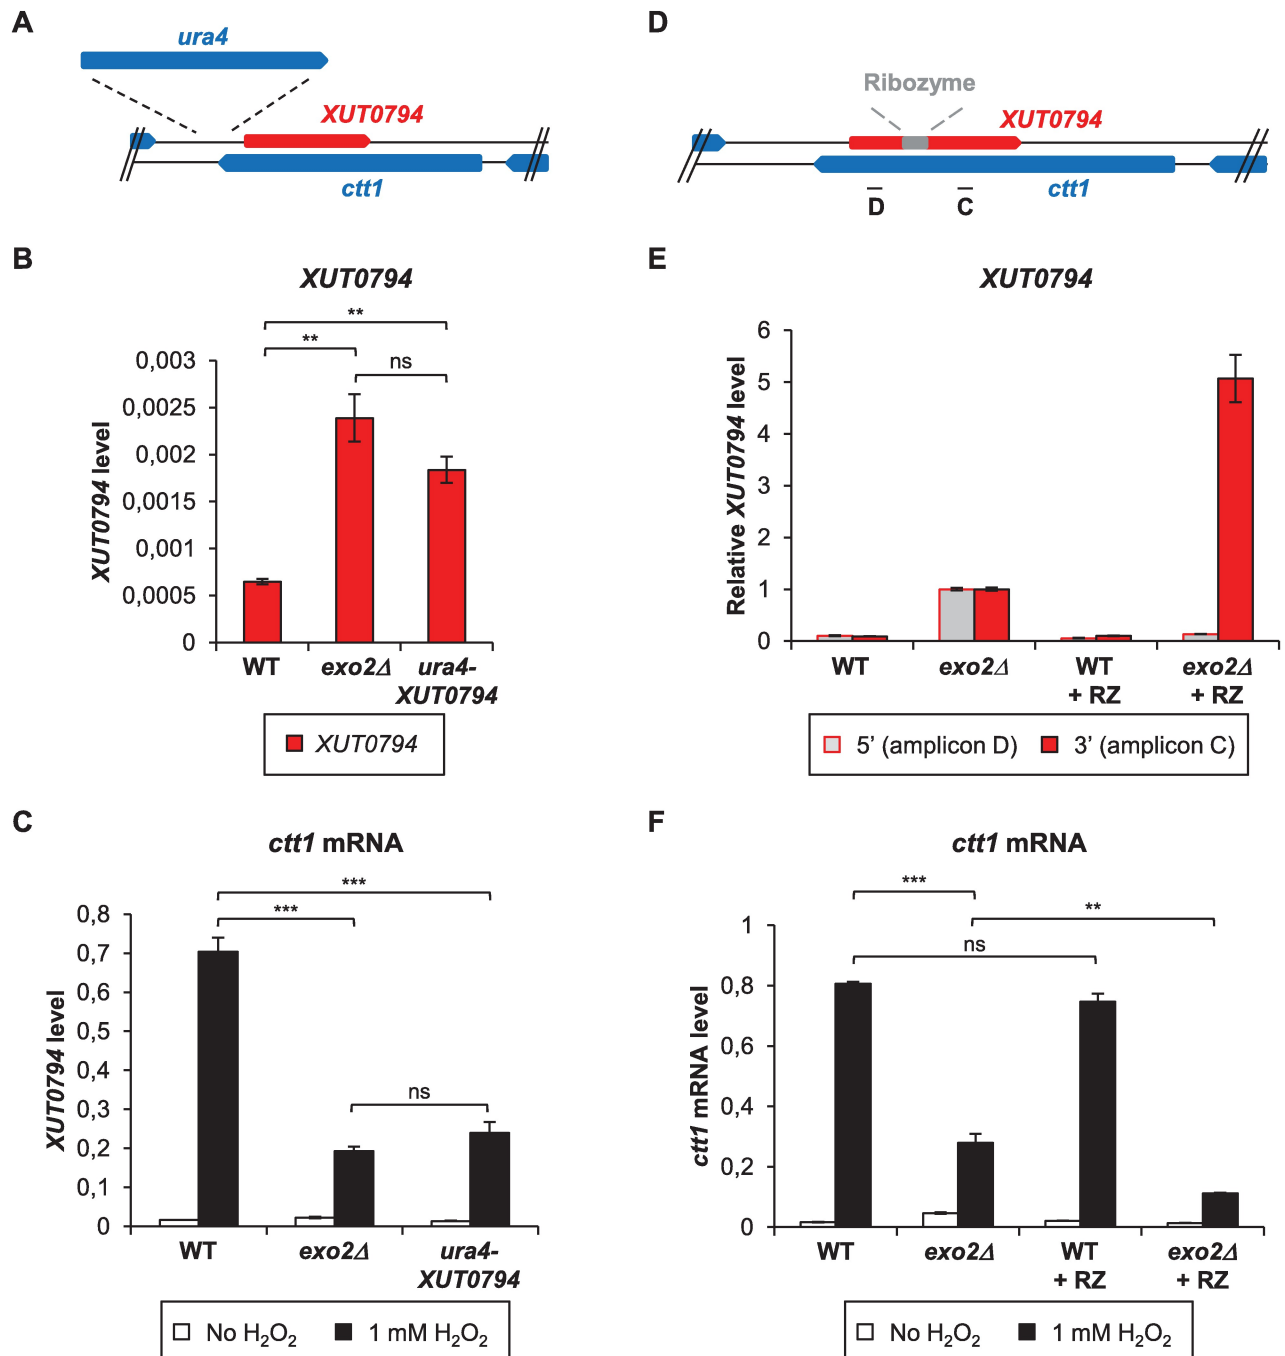 A
ura4
XUT0794
ctt1
B
XUT0794
**
**
ns
XUT0794 level
0,003
0,0025
0,002
0,0015
0,001
0,0005
0
WT
exo2Δ
ura4-
XUT0794
XUT0794
C
ctt1 mRNA
***
***
ns
XUT0794 level
0,8
0,7
0,6
0,5
0,4
0,3
0,2
0,1
0
WT
exo2Δ
ura4-
XUT0794
No H₂O₂
1 mM H₂O₂
D
Ribozyme
XUT0794
ctt1
D
C
E
XUT0794
Relative XUT0794 level
6
5
4
3
2
1
0
WT
exo2Δ
WT
+ RZ
exo2Δ
+ RZ
5’ (amplicon D)
3’ (amplicon C)
F
ctt1 mRNA
***
**
ns
ctt1 mRNA level
1
0,8
0,6
0,4
0,2
0
WT
exo2Δ
WT
+ RZ
exo2Δ
+ RZ
No H₂O₂
1 mM H₂O₂